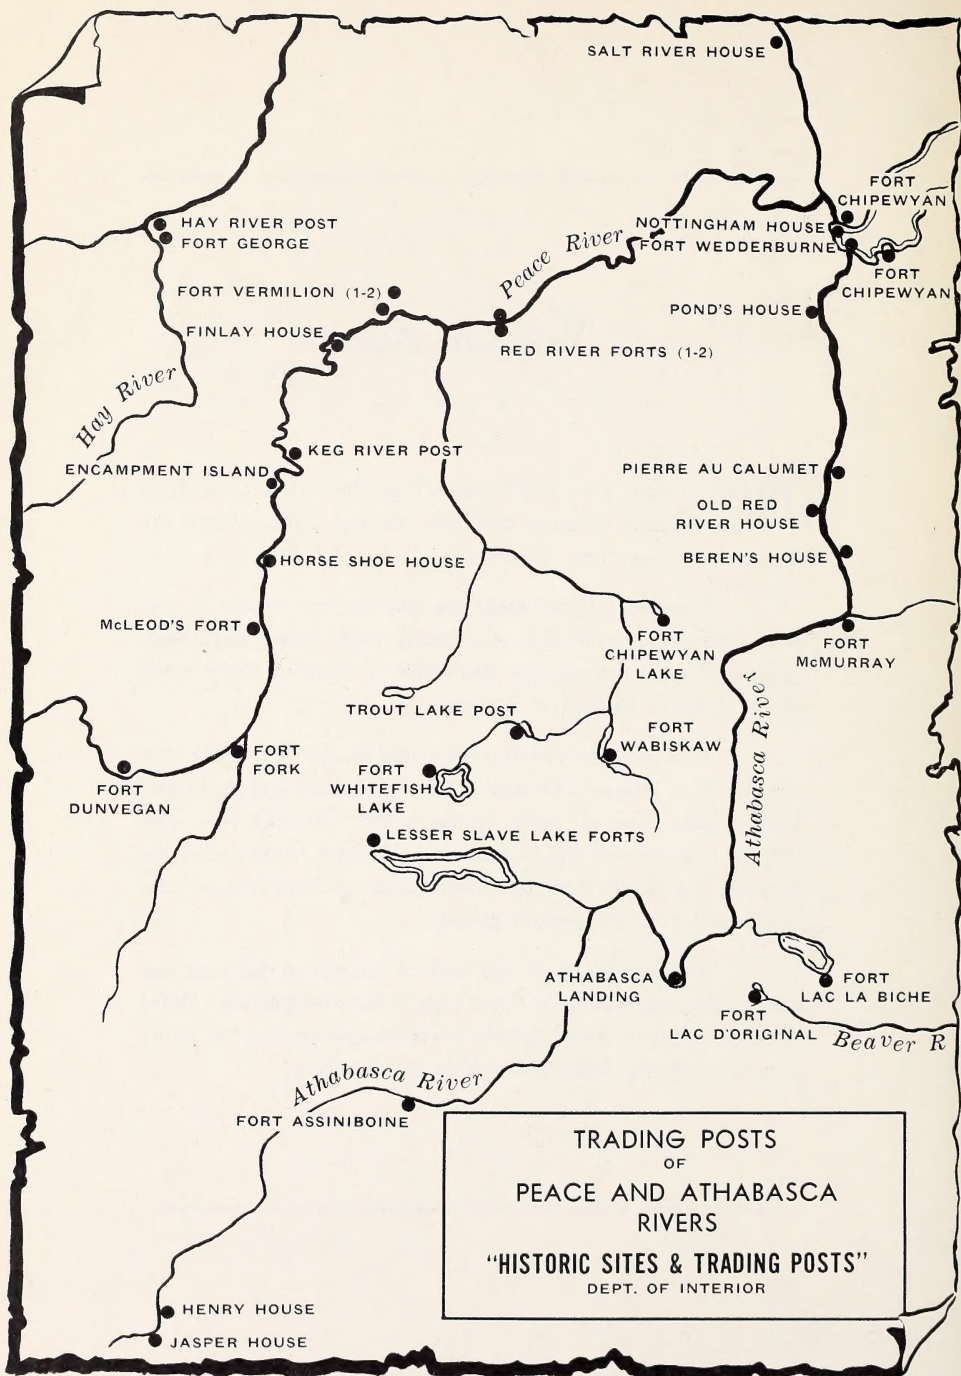 SALT RIVER HOUSE
FORT
CHIPEWYAN
HAY RIVER POST
FORT GEORGE
NOTTINGHAM HOUSE
FORT WEDDERBURNE
Peace River
FORT
CHIPEWYAN
FORT VERMILION (1-2)
POND'S HOUSE
FINLAY HOUSE
RED RIVER FORTS (1-2)
Hay River
KEG RIVER POST
ENCAMPMENT ISLAND
PIERRE AU CALUMET
OLD RED
RIVER HOUSE
HORSE SHOE HOUSE
BEREN'S HOUSE
McLEOD'S FORT
FORT
CHIPEWYAN
LAKE
FORT
McMURRAY
TROUT LAKE POST
FORT
WABISKAW
Athabasca River
FORT
FORK
FORT
DUNVEGAN
FORT
WHITEFISH
LAKE
LESSER SLAVE LAKE FORTS
ATHABASCA
LANDING
FORT
LAC LA BICHE
FORT
LAC D'ORIGINAL
Beaver R
Athabasca River
FORT ASSINIBOINE
TRADING POSTS
OF
PEACE AND ATHABASCA
RIVERS
"HISTORIC SITES & TRADING POSTS"
DEPT. OF INTERIOR
HENRY HOUSE
JASPER HOUSE